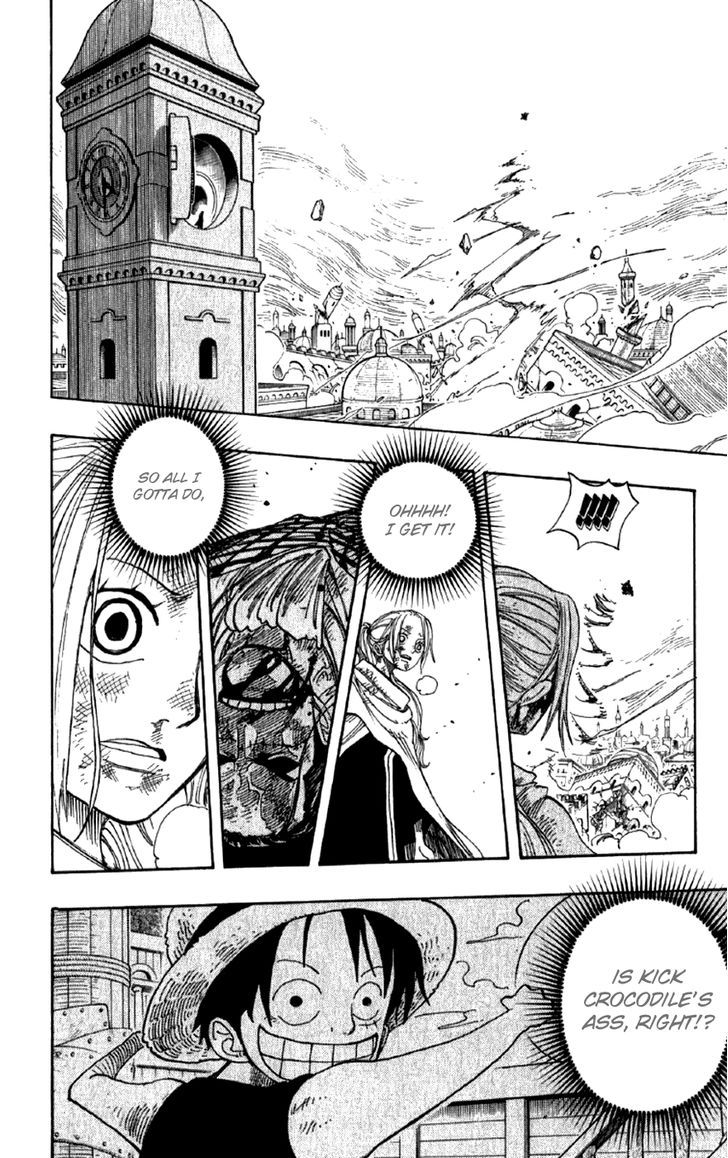 !!!!
OHHHH!
I GET IT!
SO ALL I
GOTTA DO,
IS KICK
CROCODILE'S
ASS, RIGHT!?